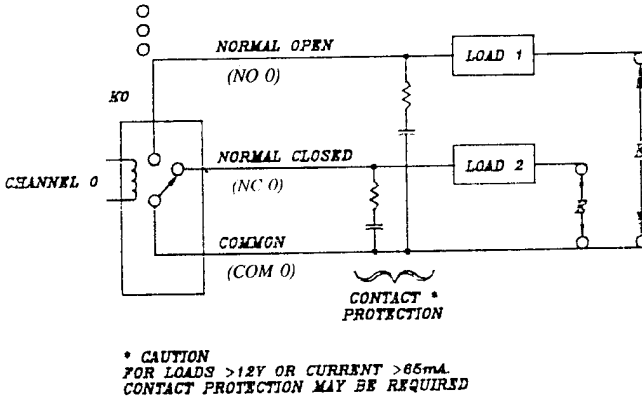 NORMAL OPEN
(NO 0)
LOAD 1
K0
CHANNEL 0
NORMAL CLOSED
(NC 0)
LOAD 2
COMMON
(COM 0)
CONTACT *
PROTECTION
* CAUTION
FOR LOADS >12V OR CURRENT >65mA.
CONTACT PROTECTION MAY BE REQUIRED